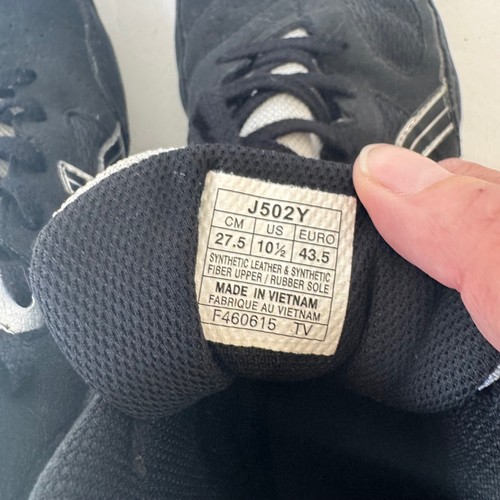 J502Y
CM US EURO
27.5 10½ 43.5
SYNTHETIC LEATHER & SYNTHETIC
FIBER UPPER / RUBBER SOLE
MADE IN VIETNAM
FABRIQUE AU VIETNAM
F460615 TV